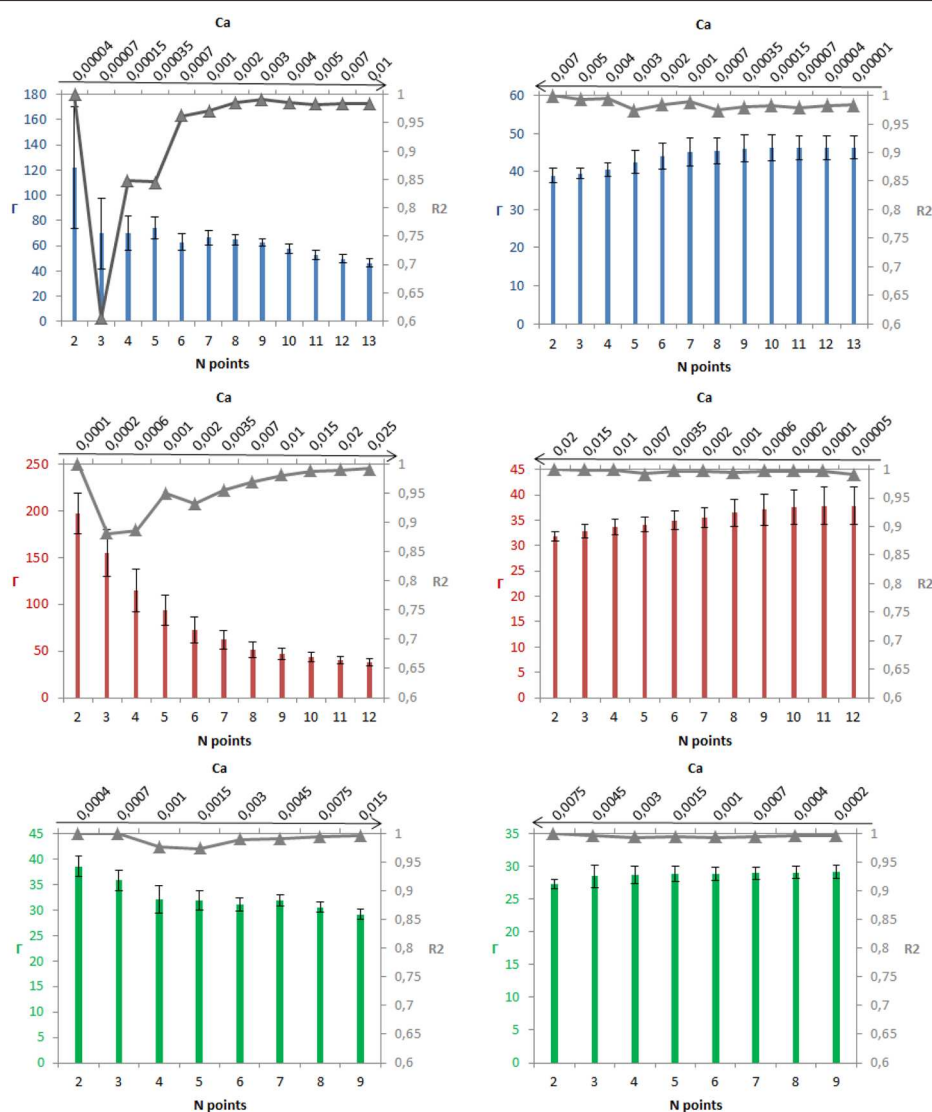 Ca
0,00004 0,00007 0,00015 0,00035 0,0007 0,001 0,002 0,003 0,004 0,005 0,007 0,01
180 160 140 120 100 80 60 40 20 0
Γ
1 0,95 0,9 0,85 0,8 0,75 0,7 0,65 0,6
R2
2 3 4 5 6 7 8 9 10 11 12 13
N points
Ca
0,007 0,005 0,004 0,003 0,002 0,001 0,0007 0,00035 0,00015 0,00007 0,00004 0,00001
60 50 40 30 20 10 0
Γ
1 0,95 0,9 0,85 0,8 0,75 0,7 0,65 0,6
R2
2 3 4 5 6 7 8 9 10 11 12 13
N points
Ca
0,0001 0,0002 0,0006 0,001 0,002 0,0035 0,007 0,01 0,015 0,02 0,025
250 200 150 100 50 0
Γ
1 0,95 0,9 0,85 0,8 0,75 0,7 0,65 0,6
R2
2 3 4 5 6 7 8 9 10 11 12
N points
Ca
0,02 0,015 0,01 0,007 0,0035 0,002 0,001 0,0006 0,0002 0,0001 0,00005
45 40 35 30 25 20 15 10 5 0
Γ
1 0,95 0,9 0,85 0,8 0,75 0,7 0,65 0,6
R2
2 3 4 5 6 7 8 9 10 11 12
N points
Ca
0,0004 0,0007 0,001 0,0015 0,003 0,0045 0,0075 0,015
45 40 35 30 25 20 15 10 5 0
Γ
1 0,95 0,9 0,85 0,8 0,75 0,7 0,65 0,6
R2
2 3 4 5 6 7 8 9
N points
Ca
0,0075 0,0045 0,003 0,0015 0,001 0,0007 0,0004 0,0002
35 30 25 20 15 10 5 0
Γ
1 0,95 0,9 0,85 0,8 0,75 0,7 0,65 0,6
R2
2 3 4 5 6 7 8 9
N points